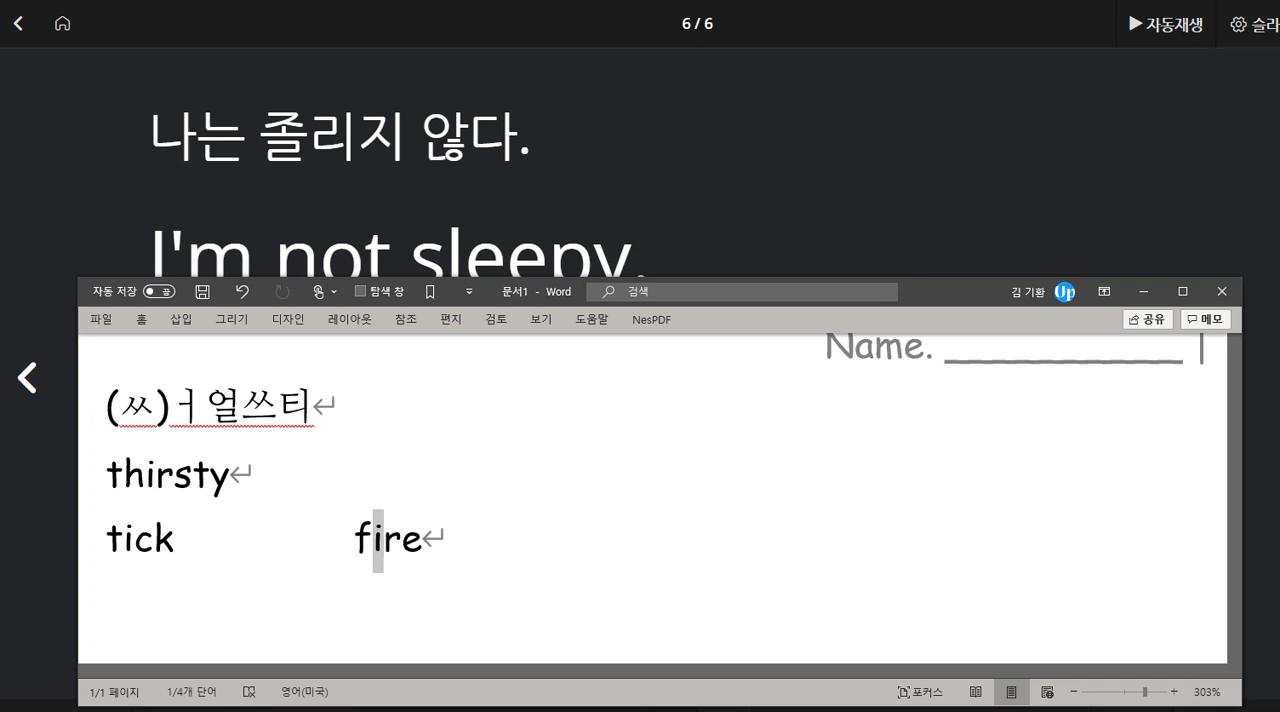 6 / 6
▶ 자동재생
슬라
나는 졸리지 않다.
I'm not sleepy.
자동 저장 끔
탐색 창
문서1 - Word
검색
김 기환
Up
파일 홈 삽입 그리기 디자인 레이아웃 참조 편지 검토 보기 도움말 NesPDF
공유 메모
Name. ____________
(ㅆ)ㅓ얼쓰티
thirsty
tick fire
1/1 페이지 1/4개 단어 영어(미국) 포커스 303%